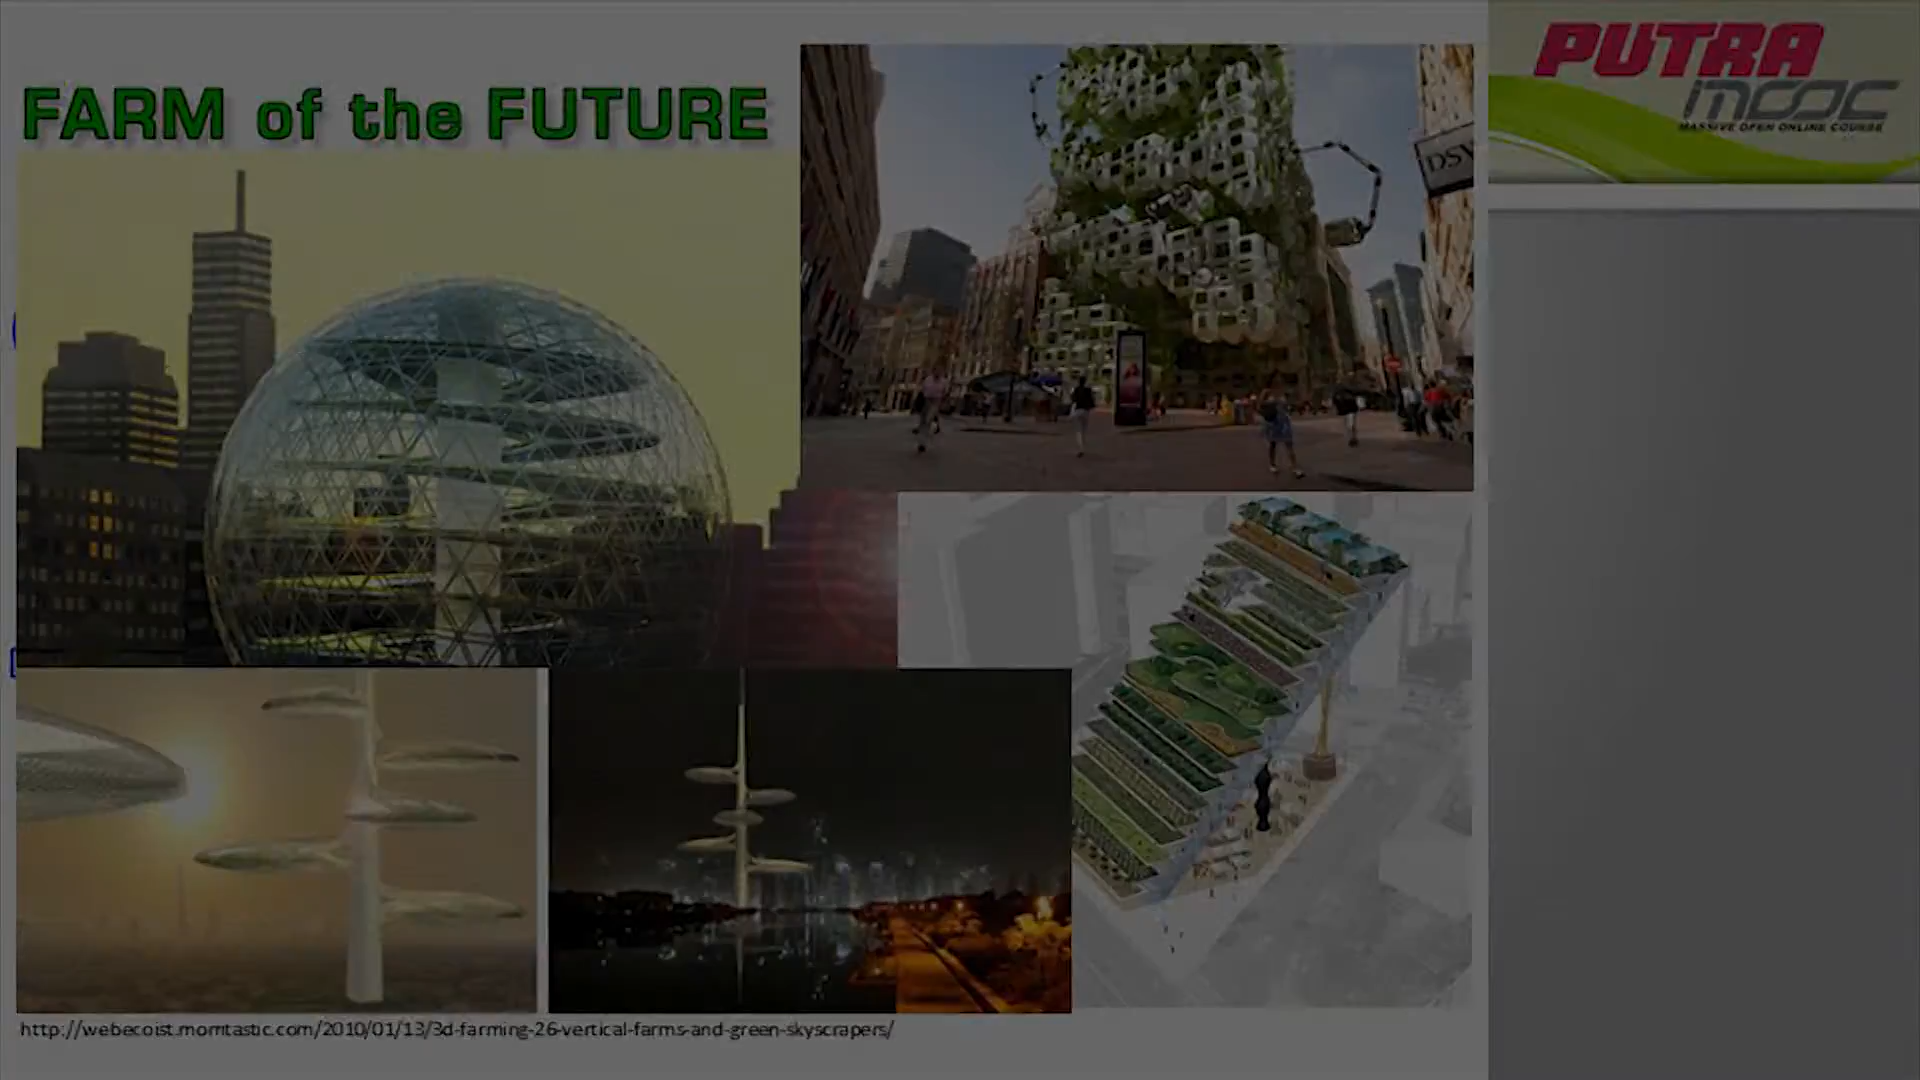 FARM of the FUTURE
PUTRA
mooc
MASSIVE OPEN ONLINE COURSE
DSW
http://webecoist.momtastic.com/2010/01/13/3d-farming-26-vertical-farms-and-green-skyscrapers/